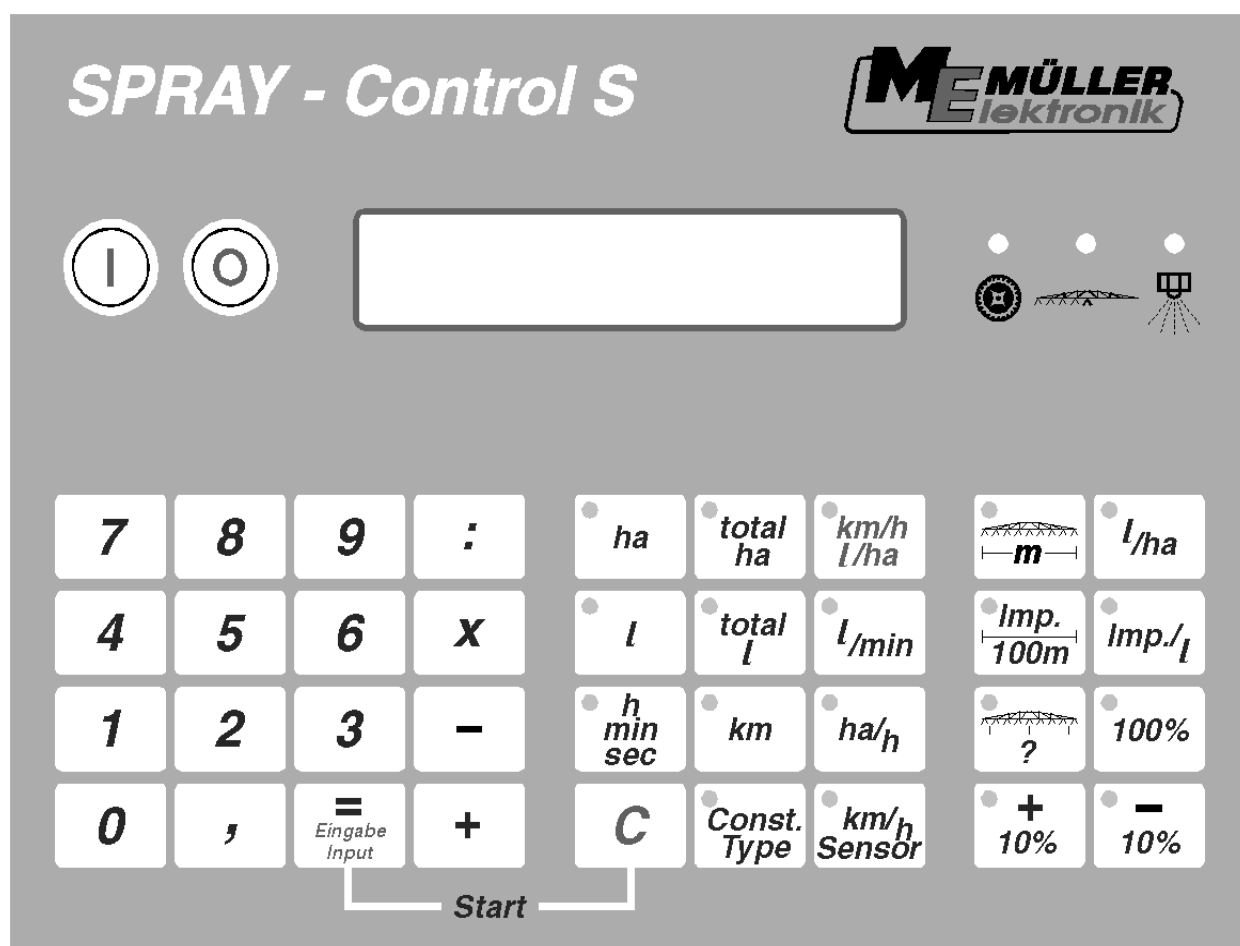 SPRAY - Control S
ME MÜLLER
Elektronik
I O
7 8 9 :
ha
total
ha
km/h
l/ha
m
l/ha
4 5 6 x
l
total
l
l/min
Imp.
100m
Imp./l
1 2 3 –
h
min
sec
km
ha/h
?
100%
0 , =
Eingabe
Input
+
C
Const.
Type
km/h
Sensor
+
10%
–
10%
Start